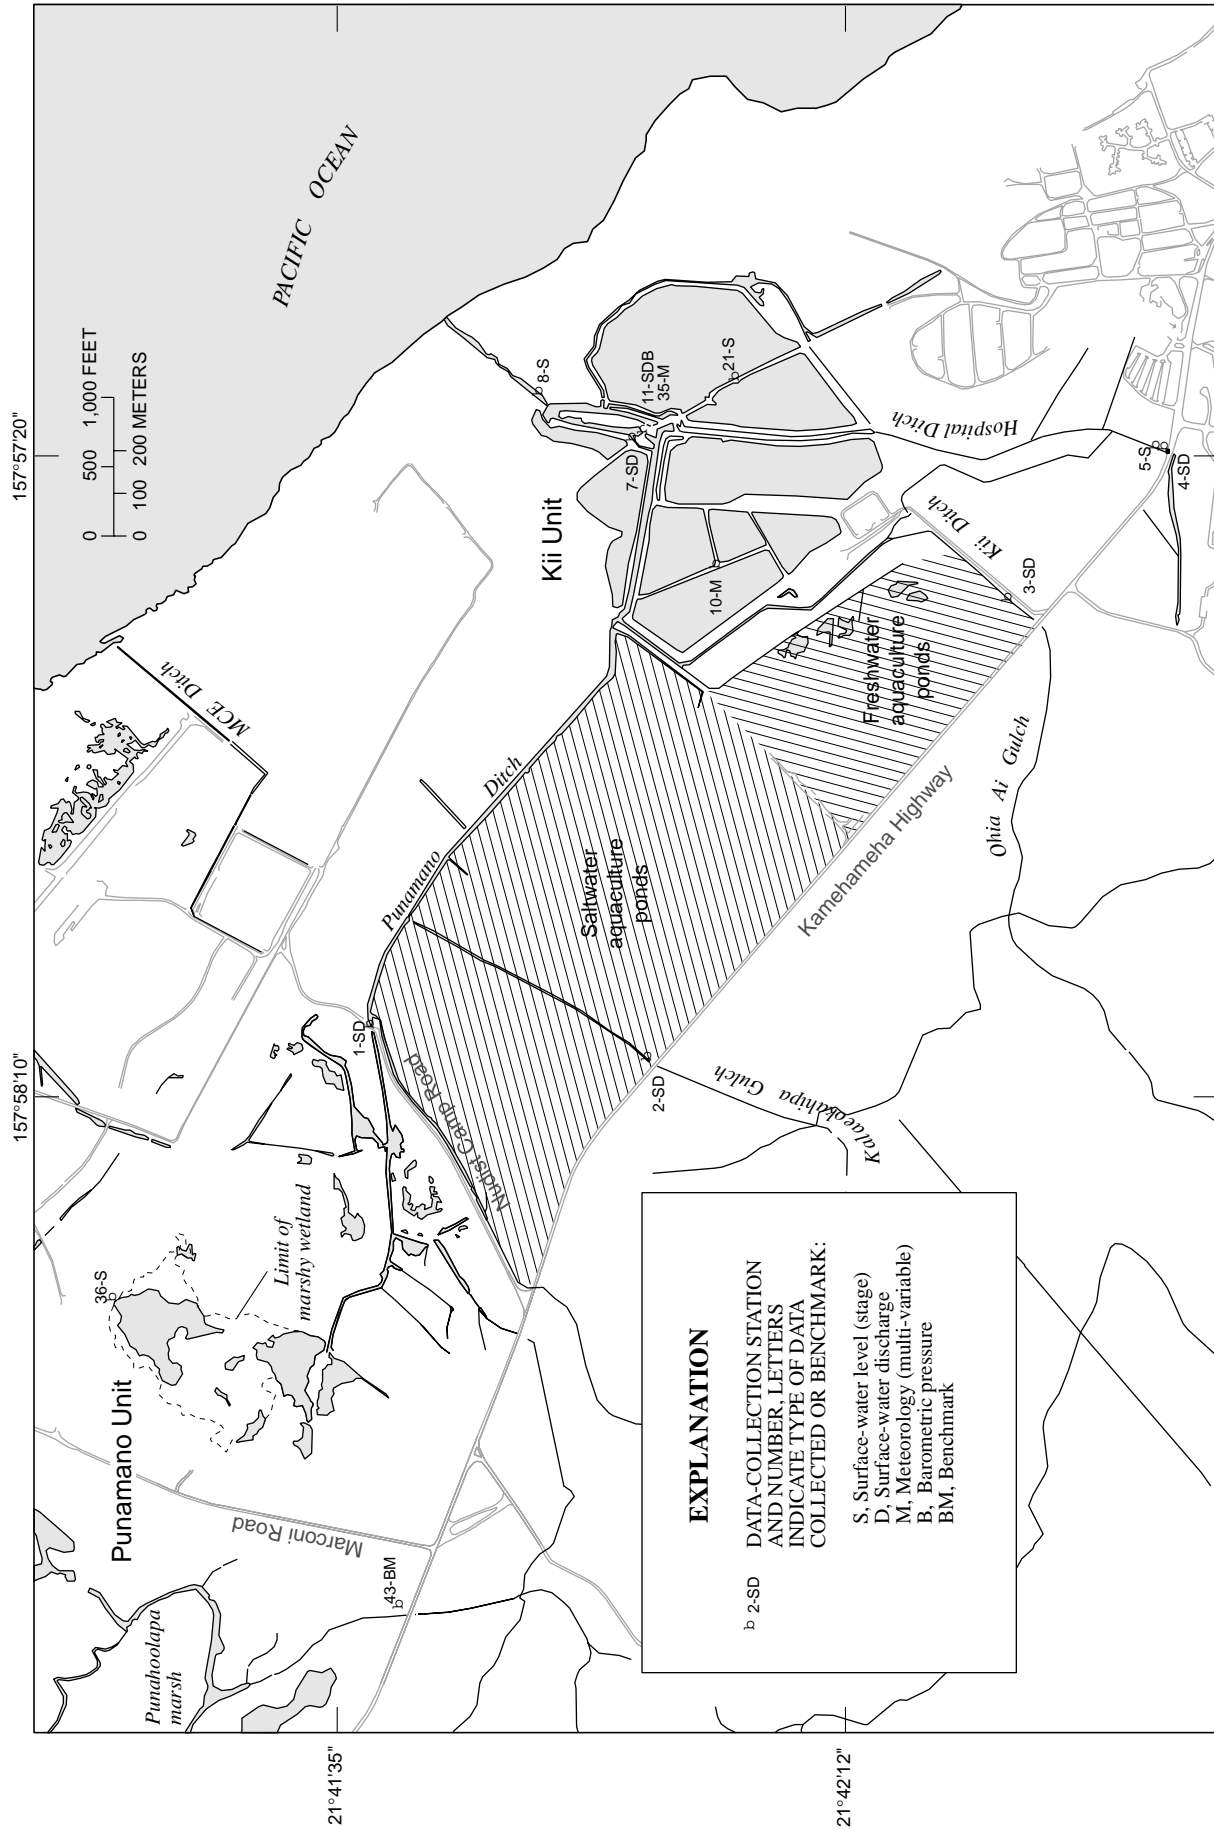 157°58'10"
157°57'20"
21°41'35"
21°42'12"
0 500 1,000 FEET
0 100 200 METERS
PACIFIC OCEAN
Punahoolapa
marsh
Punamano Unit
Marconi Road
43-BM
36-S
Limit of
marshy wetland
MCE Ditch
1-SD
Nudist Camp Road
Punamano Ditch
Saltwater
aquaculture
ponds
2-SD
Kalaeokahipa Gulch
Kamehameha Highway
Ohia Ai Gulch
Freshwater
aquaculture
ponds
Kii Unit
8-S
7-SD
11-SDB
35-M
21-S
10-M
Kii Ditch
3-SD
Hospital Ditch
5-S
4-SD
EXPLANATION
2-SD DATA-COLLECTION STATION
AND NUMBER, LETTERS
INDICATE TYPE OF DATA
COLLECTED OR BENCHMARK:
S, Surface-water level (stage)
D, Surface-water discharge
M, Meteorology (multi-variable)
B, Barometric pressure
BM, Benchmark